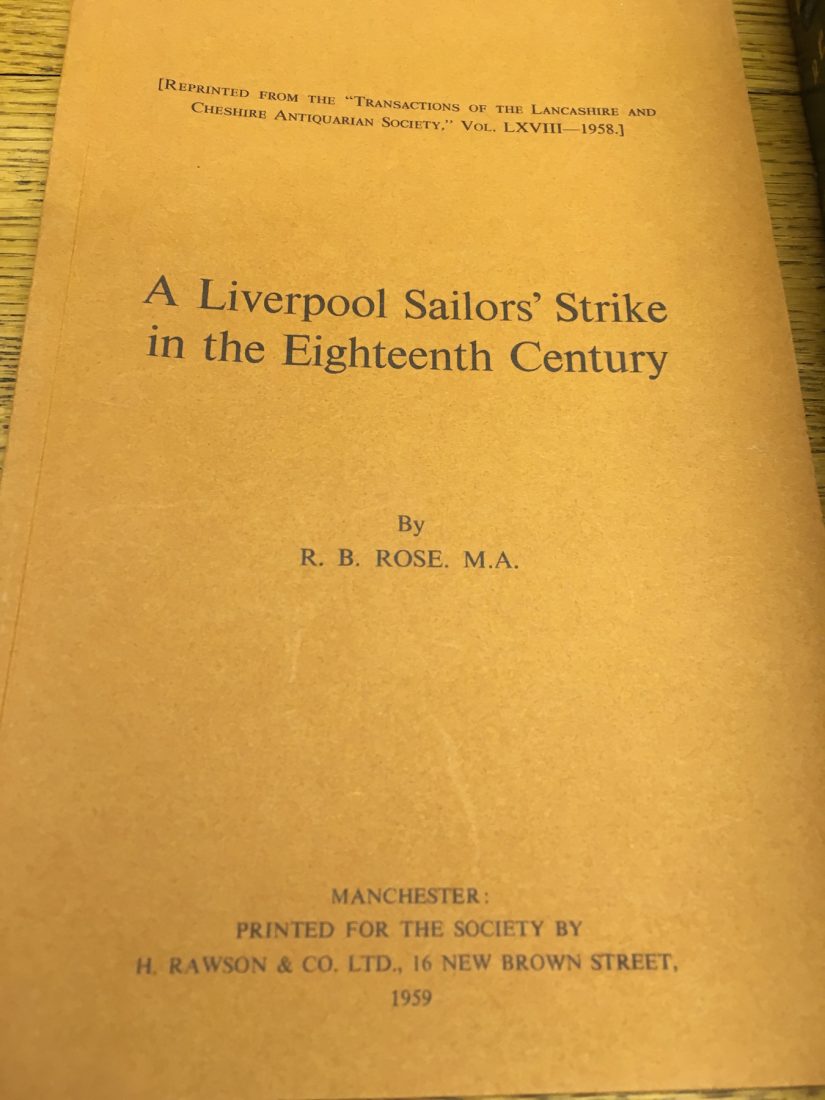 [Reprinted from the "Transactions of the Lancashire and
Cheshire Antiquarian Society," Vol. LXVIII—1958.]
A Liverpool Sailors' Strike
in the Eighteenth Century
By
R. B. ROSE. M.A.
MANCHESTER:
PRINTED FOR THE SOCIETY BY
H. RAWSON & CO. LTD., 16 NEW BROWN STREET,
1959